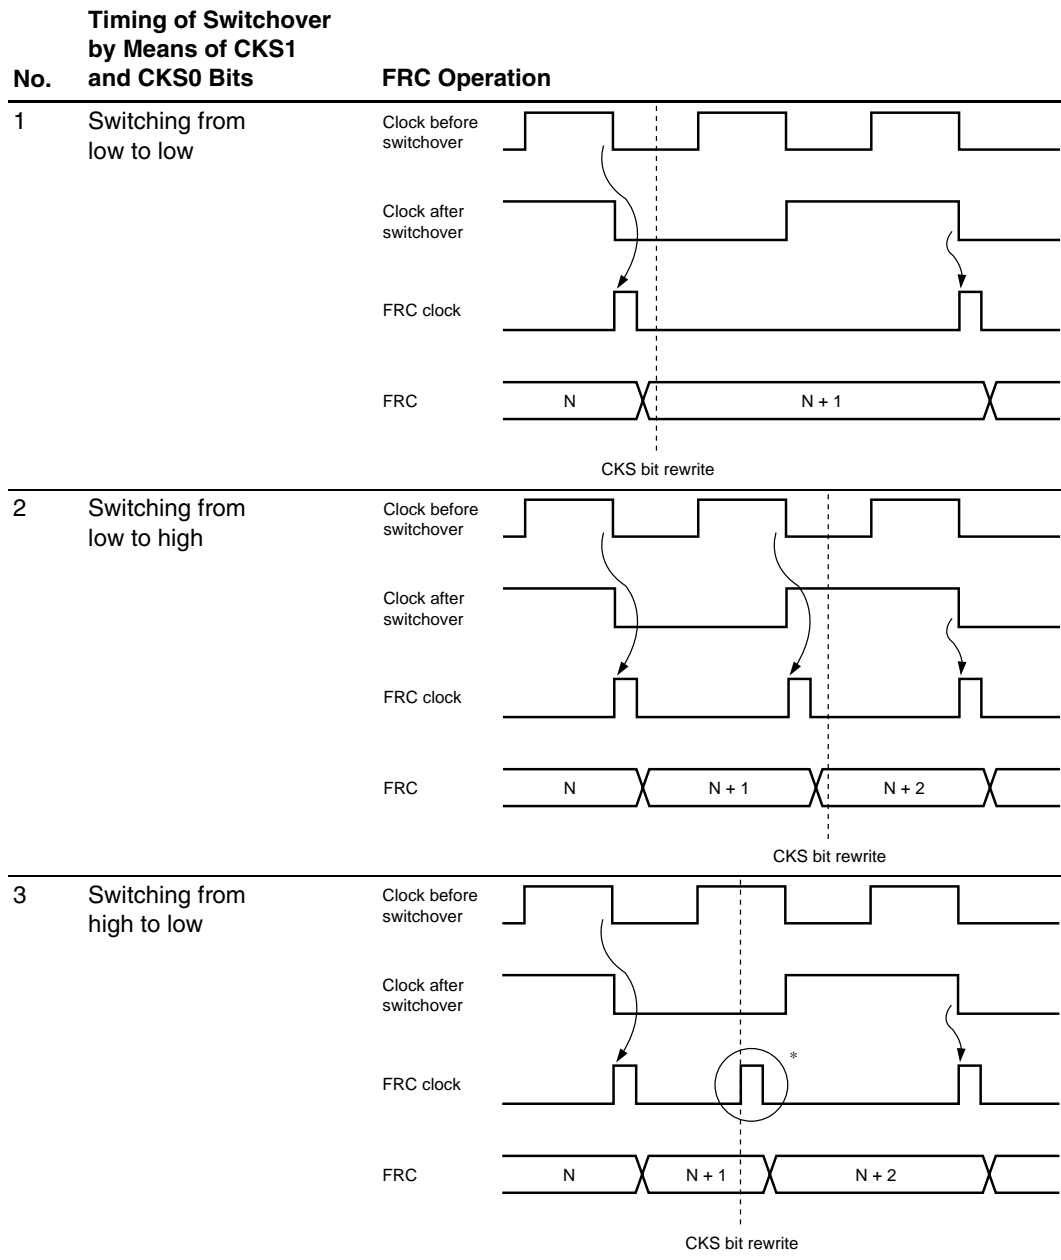 No.
Timing of Switchover
by Means of CKS1
and CKS0 Bits
FRC Operation
1
Switching from
low to low
Clock before
switchover
Clock after
switchover
FRC clock
FRC
N
N + 1
CKS bit rewrite
2
Switching from
low to high
Clock before
switchover
Clock after
switchover
FRC clock
FRC
N
N + 1
N + 2
CKS bit rewrite
3
Switching from
high to low
Clock before
switchover
Clock after
switchover
FRC clock
*
FRC
N
N + 1
N + 2
CKS bit rewrite